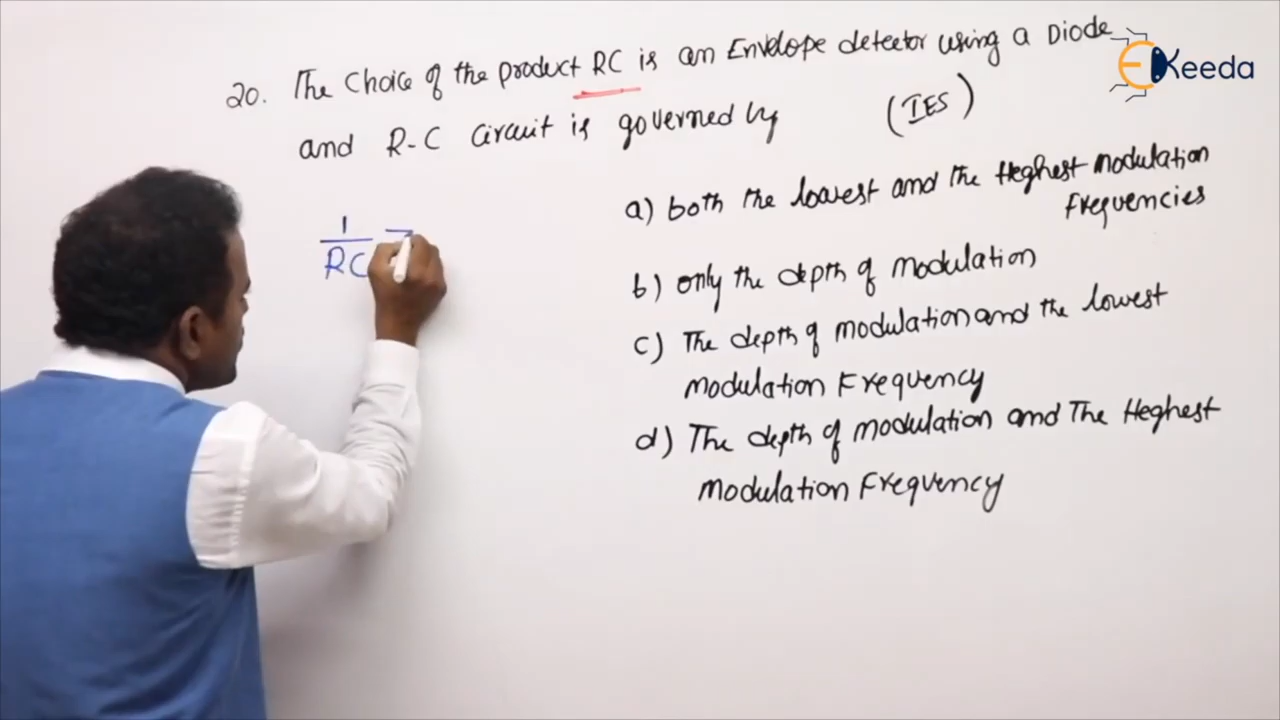 20. The Choice of the product RC is an Envelope detector using a Diode
and R-C Circuit is governed by (IES)
a) both the lowest and the Heghest Modulation
Frequencies
b) only the depth of Modulation
c) The depth of modulation and the lowest
Modulation Frequency
d) The depth of modulation and The Heghest
Modulation Frequency
1
RC
EKeeda